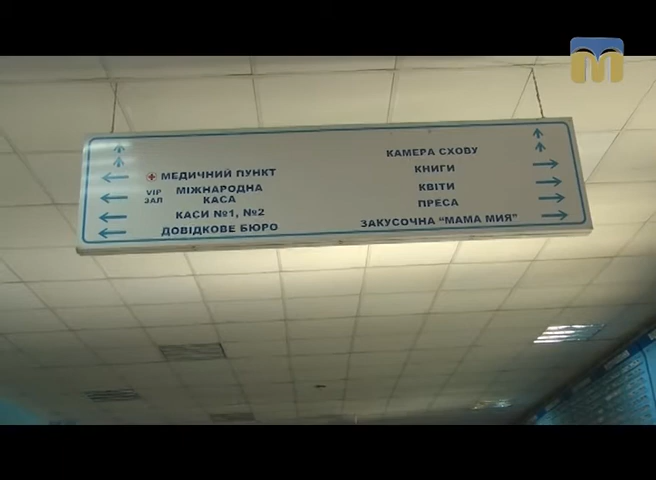 МЕДИЧНИЙ ПУНКТ
VIP ЗАЛ
МІЖНАРОДНА
КАСА
КАСИ №1, №2
ДОВІДКОВЕ БЮРО
КАМЕРА СХОВУ
КНИГИ
КВІТИ
ПРЕСА
ЗАКУСОЧНА "МАМА МИЯ"